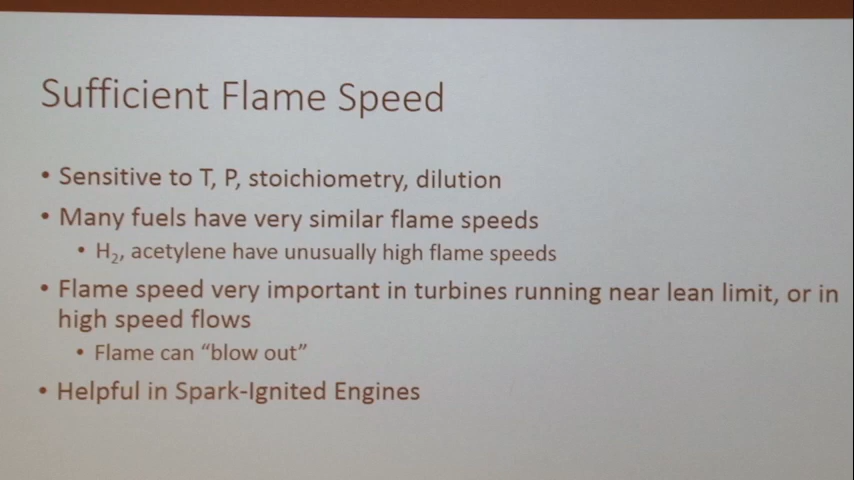 Sufficient Flame Speed
• Sensitive to T, P, stoichiometry, dilution
• Many fuels have very similar flame speeds
• H₂, acetylene have unusually high flame speeds
• Flame speed very important in turbines running near lean limit, or in
high speed flows
• Flame can “blow out”
• Helpful in Spark-Ignited Engines